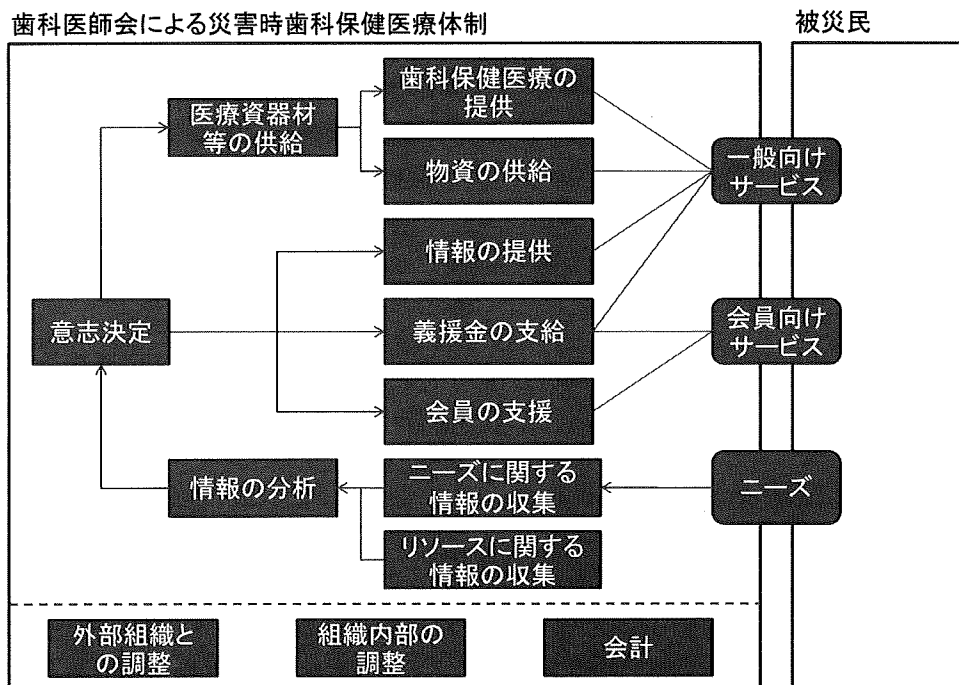 歯科医師会による災害時歯科保健医療体制
被災民
歯科保健医療の
提供
医療資器材
等の供給
物資の供給
一般向け
サービス
情報の提供
意志決定
義援金の支給
会員向け
サービス
会員の支援
情報の分析
ニーズに関する
情報の収集
ニーズ
リソースに関する
情報の収集
外部組織と
の調整
組織内部の
調整
会計